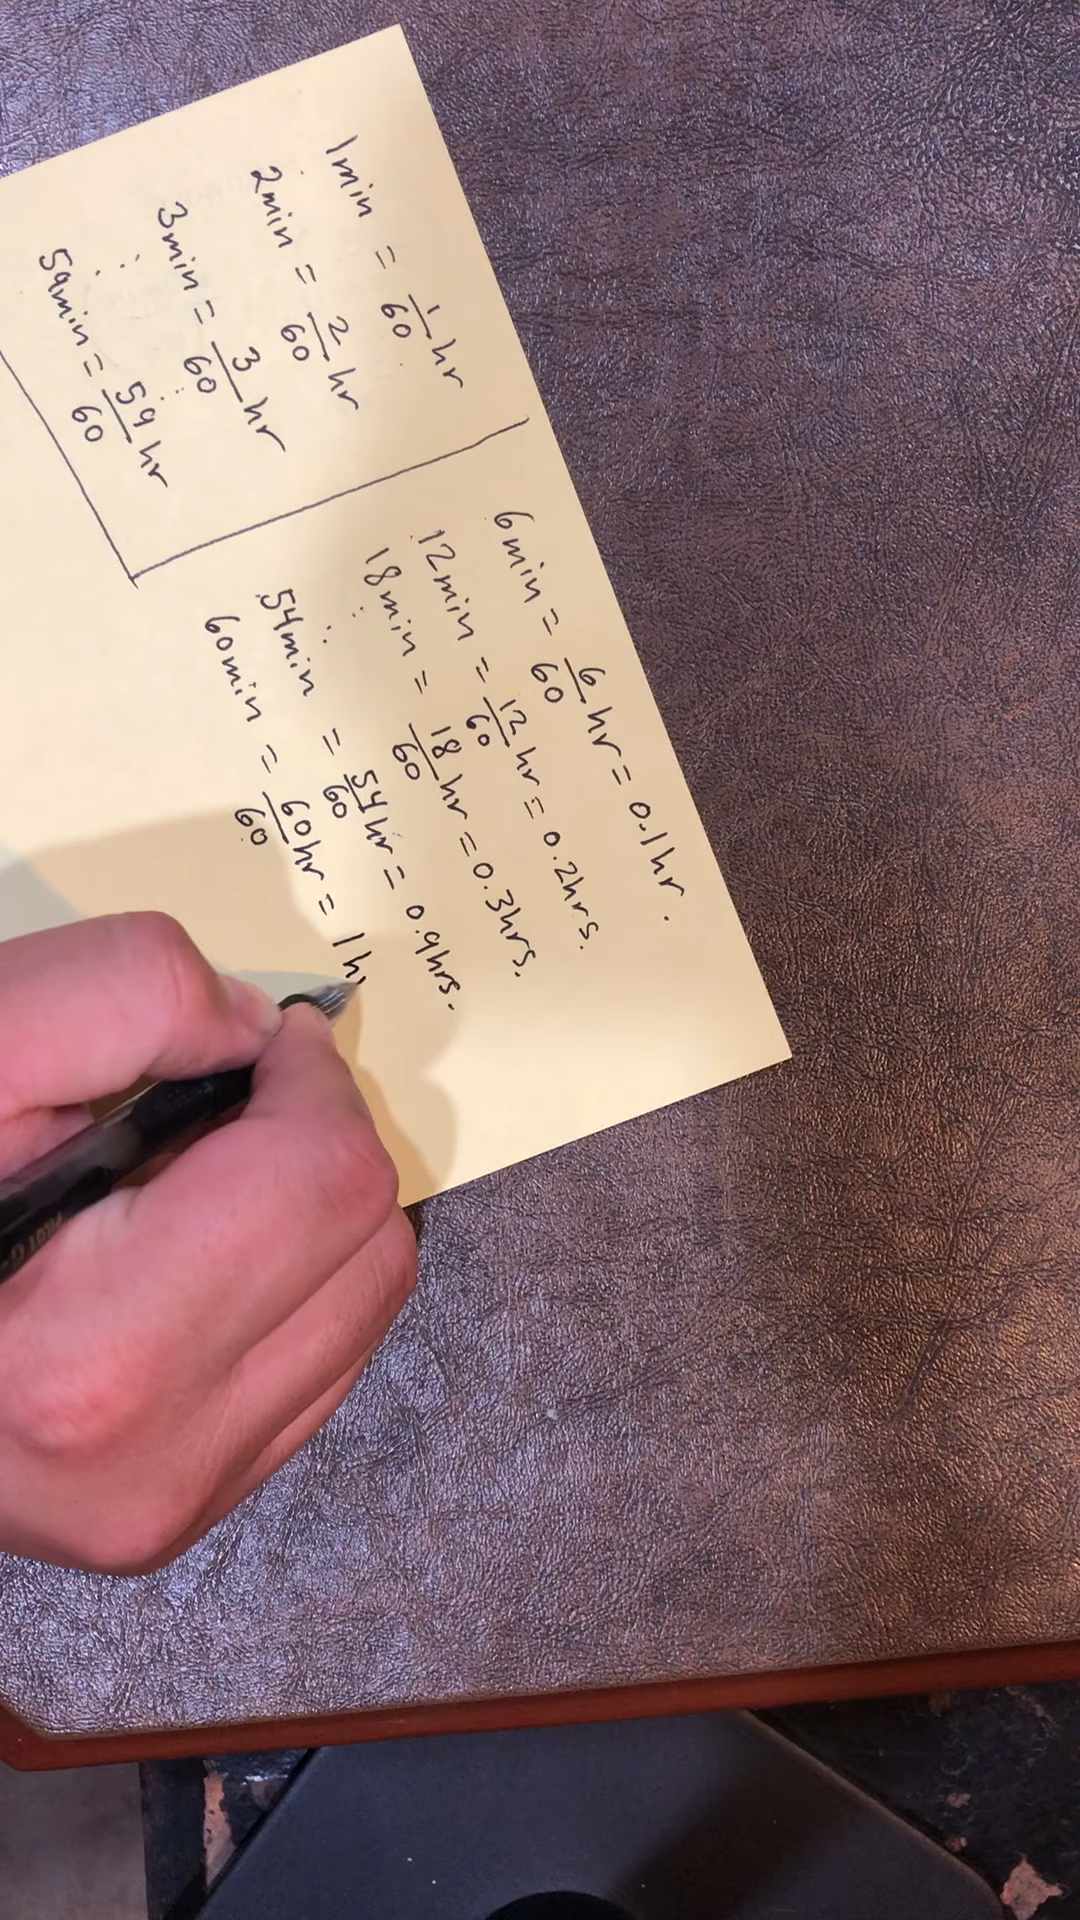 1min = 1/60 hr
2min = 2/60 hr
3min = 3/60 hr
⋮ ⋮
59min = 59/60 hr
6min = 6/60 hr = 0.1hr.
12min = 12/60 hr = 0.2hrs.
18min = 18/60 hr = 0.3hrs.
⋮
54min = 54/60 hr = 0.9hrs.
60min = 60/60 hr = 1h